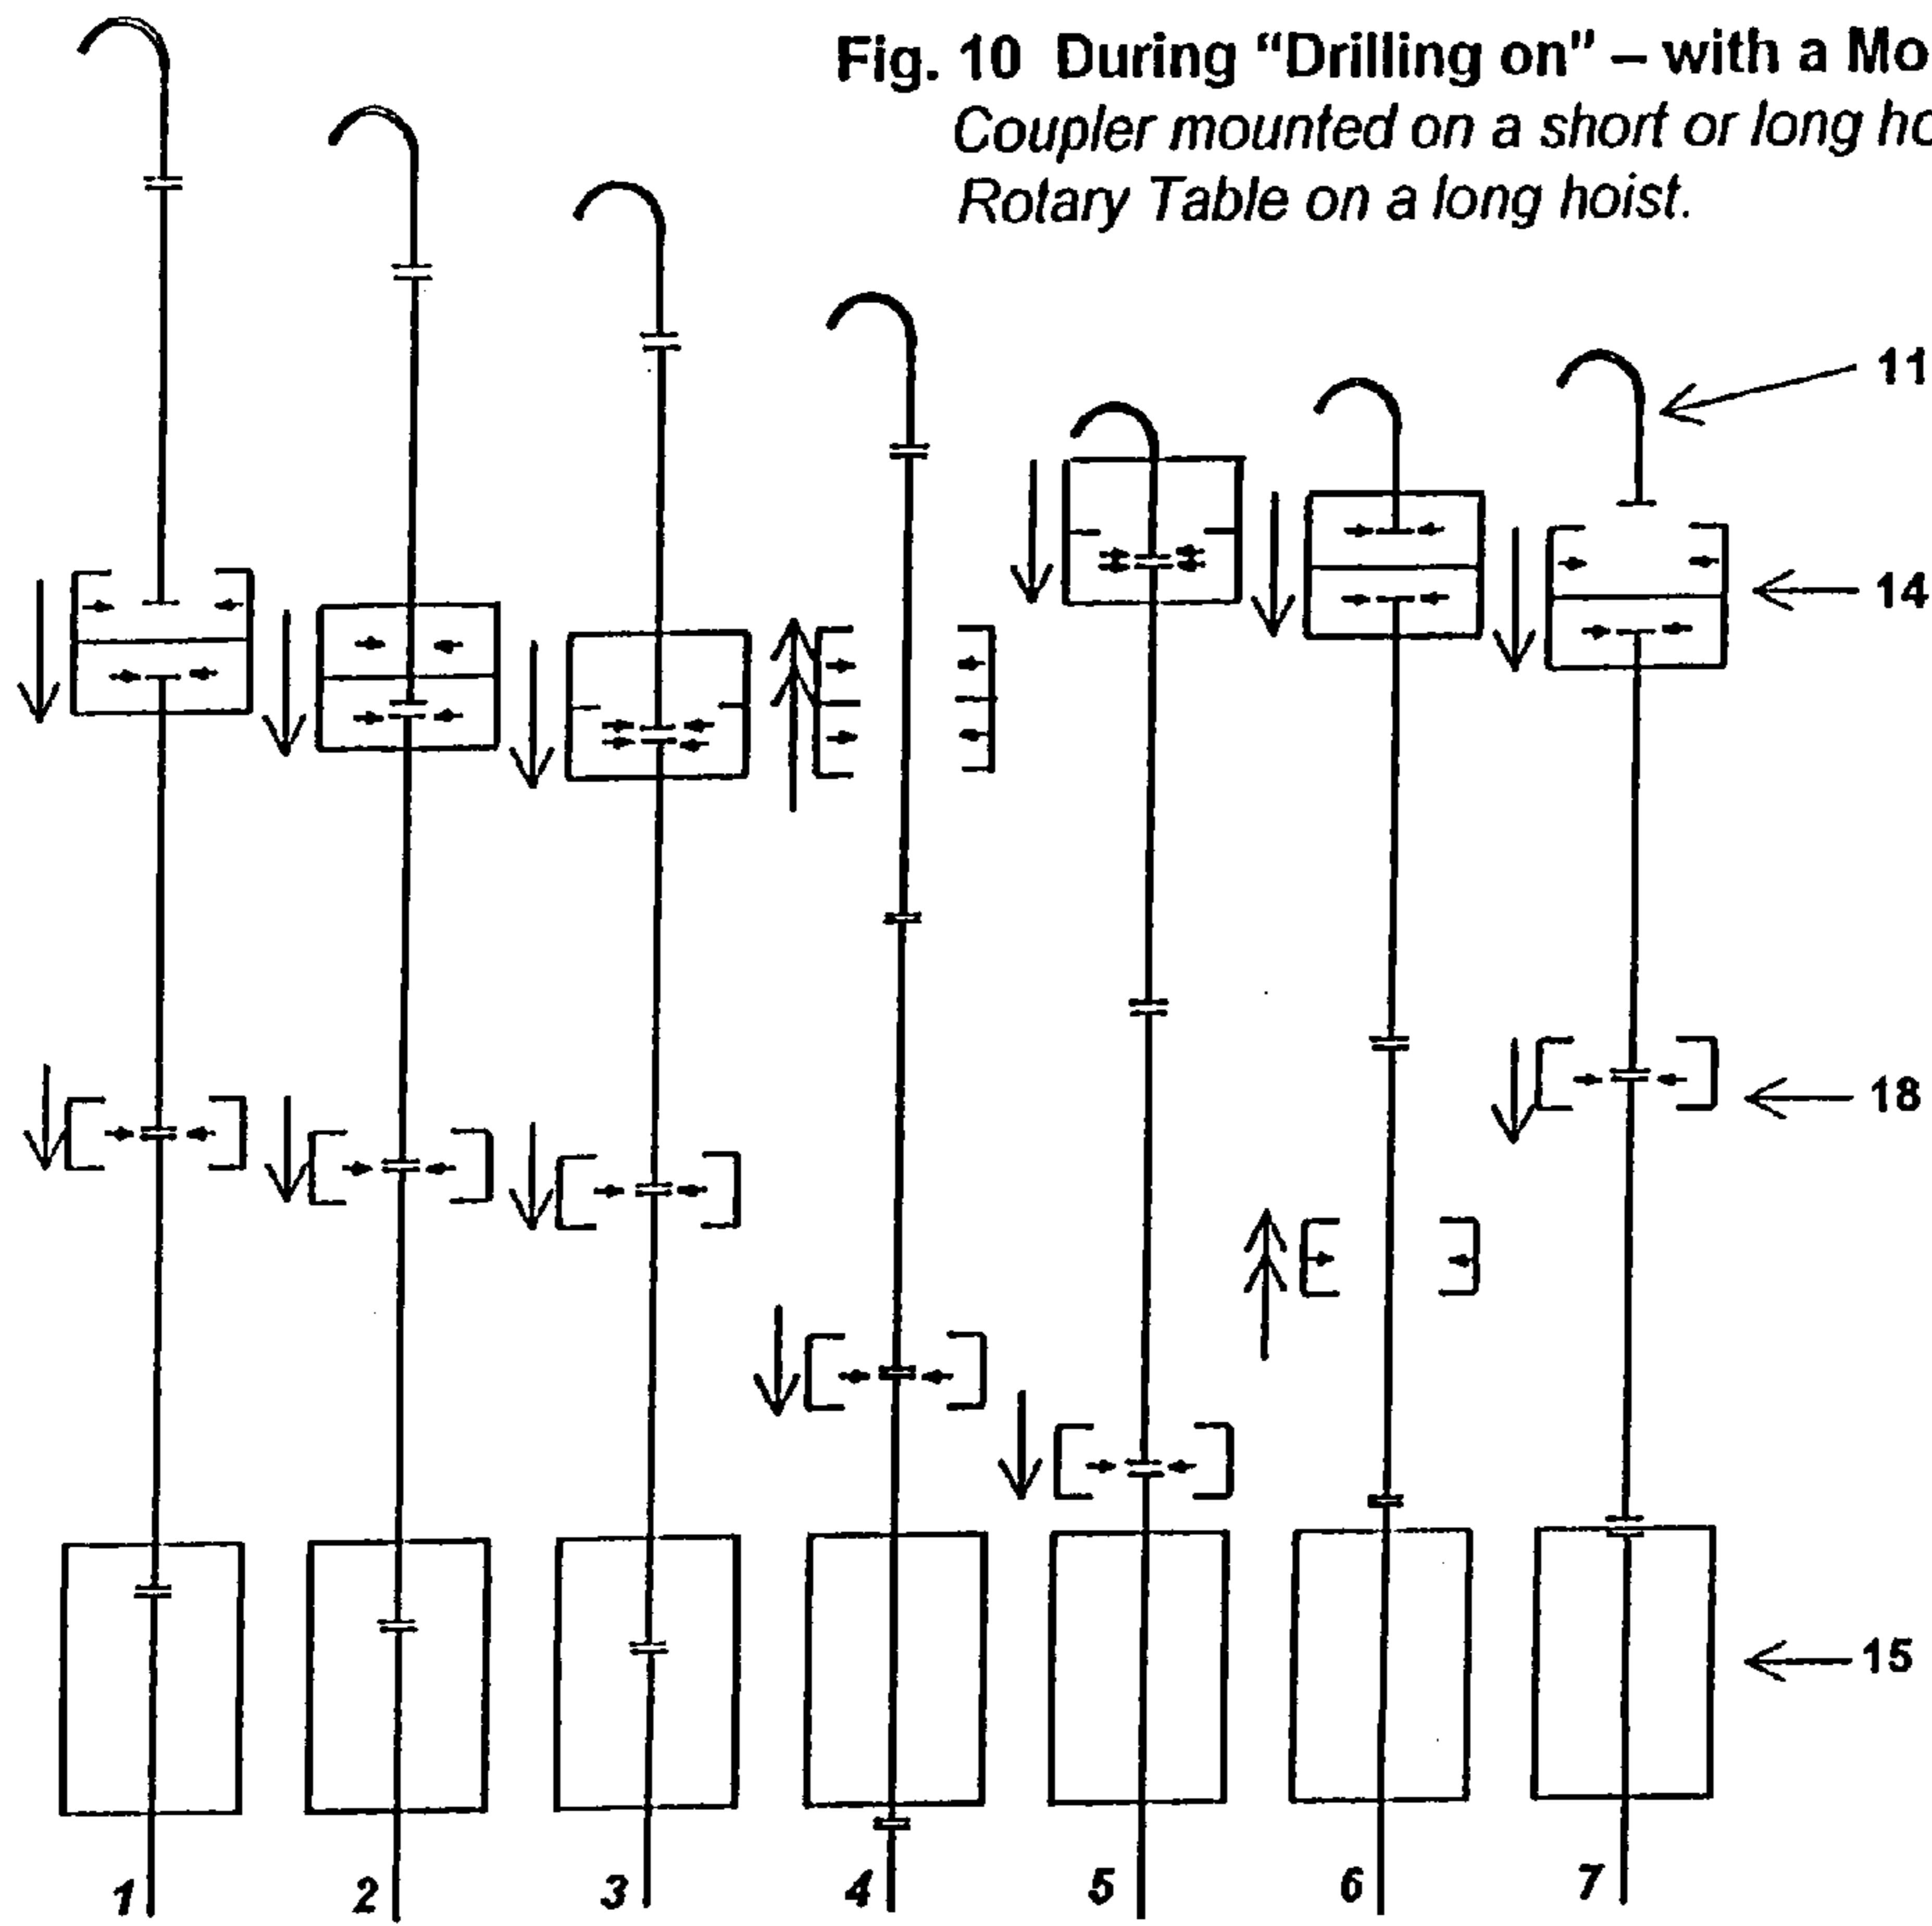 Fig. 10 During "Drilling on" – with a Mo
Coupler mounted on a short or long ho
Rotary Table on a long hoist.
11
14
18
15
1 2 3 4 5 6 7